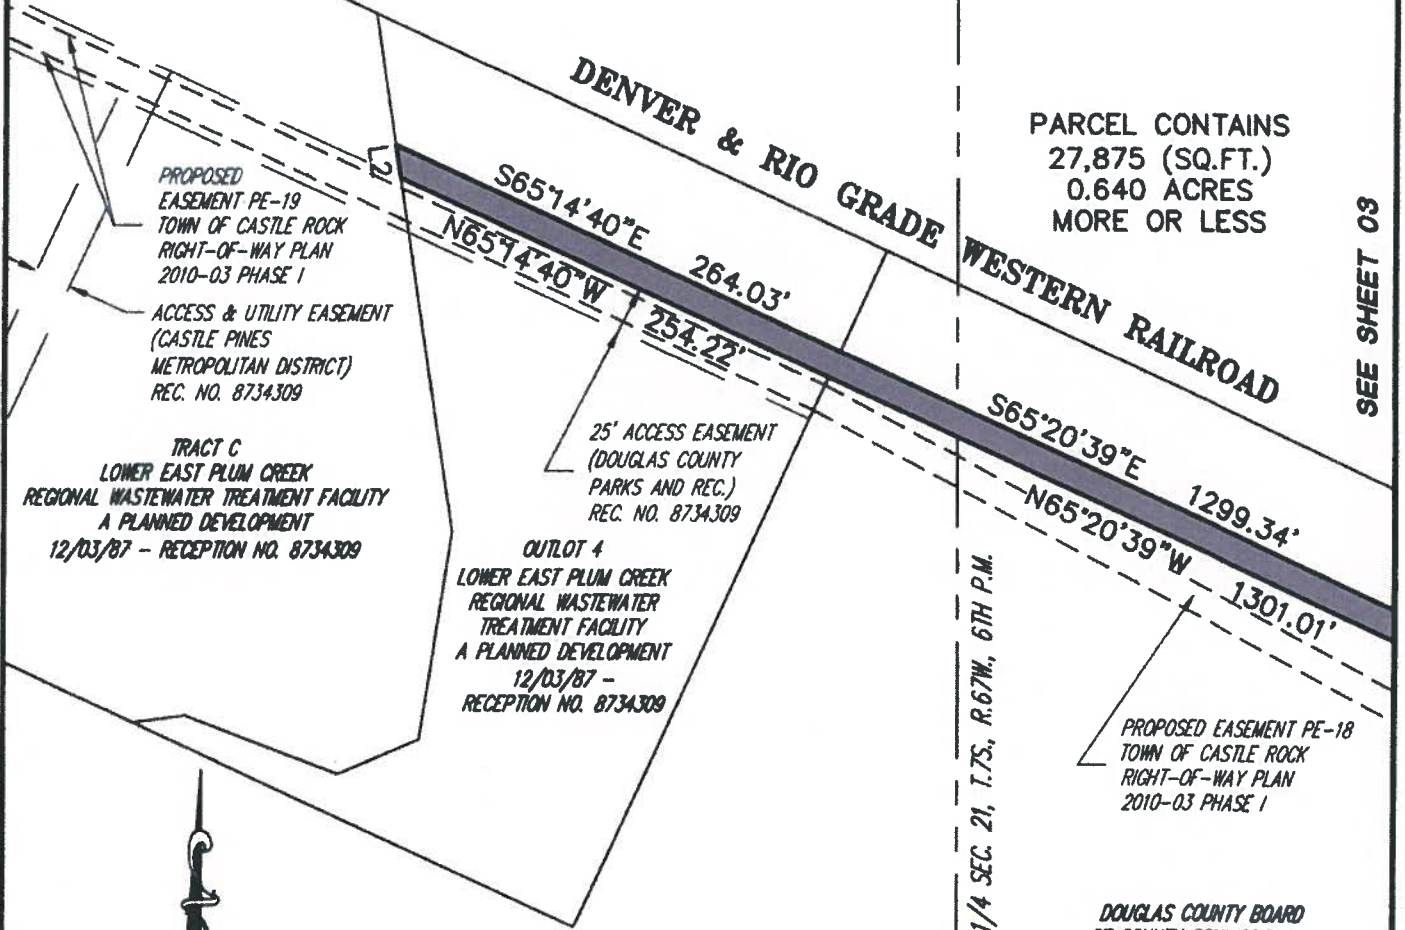 DENVER & RIO GRADE WESTERN RAILROAD
PARCEL CONTAINS
27,875 (SQ.FT.)
0.640 ACRES
MORE OR LESS
SEE SHEET 03
L2
S65°14'40"E 264.03'
N65°14'40"W 254.22'
PROPOSED
EASEMENT PE-19
TOWN OF CASTLE ROCK
RIGHT-OF-WAY PLAN
2010-03 PHASE I
ACCESS & UTILITY EASEMENT
(CASTLE PINES
METROPOLITAN DISTRICT)
REC. NO. 8734309
TRACT C
LOWER EAST PLUM CREEK
REGIONAL WASTEWATER TREATMENT FACILITY
A PLANNED DEVELOPMENT
12/03/87 - RECEPTION NO. 8734309
25' ACCESS EASEMENT
(DOUGLAS COUNTY
PARKS AND REC.)
REC. NO. 8734309
OUTLOT 4
LOWER EAST PLUM CREEK
REGIONAL WASTEWATER
TREATMENT FACILITY
A PLANNED DEVELOPMENT
12/03/87 -
RECEPTION NO. 8734309
S65°20'39"E 1299.34'
N65°20'39"W 1301.01'
1/4 SEC. 21, T.7S., R.67W., 6TH P.M.
PROPOSED EASEMENT PE-18
TOWN OF CASTLE ROCK
RIGHT-OF-WAY PLAN
2010-03 PHASE I
DOUGLAS COUNTY BOARD